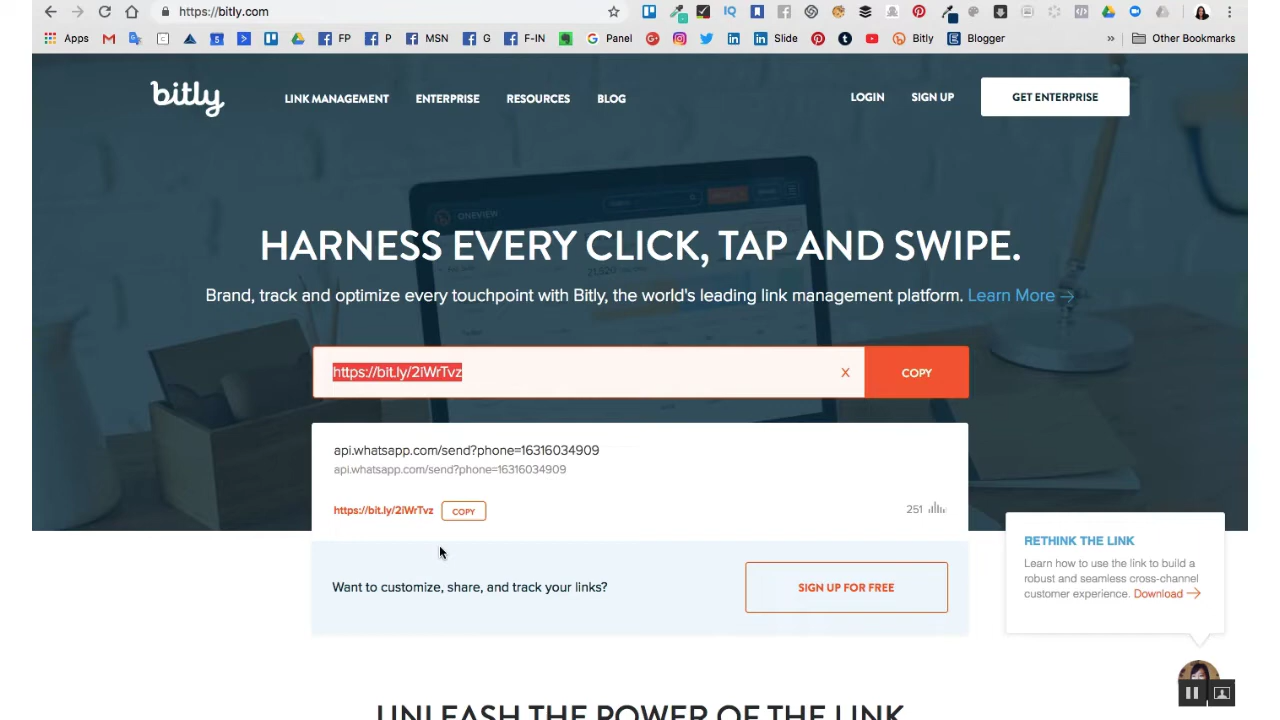 https://bitly.com
Apps FP P MSN G F-IN Panel Slide Bitly Blogger » Other Bookmarks
bitly
LINK MANAGEMENT ENTERPRISE RESOURCES BLOG LOGIN SIGN UP GET ENTERPRISE
ONEVIEW
HARNESS EVERY CLICK, TAP AND SWIPE.
Brand, track and optimize every touchpoint with Bitly, the world's leading link management platform. Learn More →
https://bit.ly/2iWrTvz X COPY
api.whatsapp.com/send?phone=16316034909
api.whatsapp.com/send?phone=16316034909
https://bit.ly/2iWrTvz COPY 251
Want to customize, share, and track your links? SIGN UP FOR FREE
RETHINK THE LINK
Learn how to use the link to build a
robust and seamless cross-channel
customer experience. Download →
UNLEASH THE POWER OF THE LINK